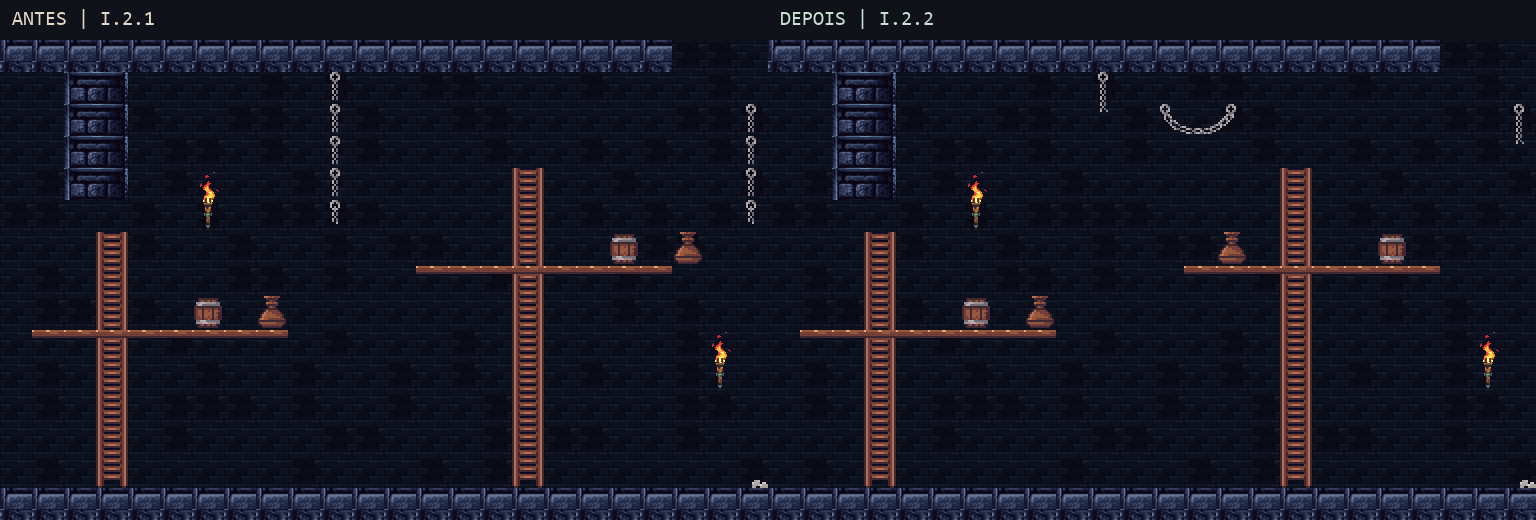 ANTES | I.2.1
DEPOIS | I.2.2